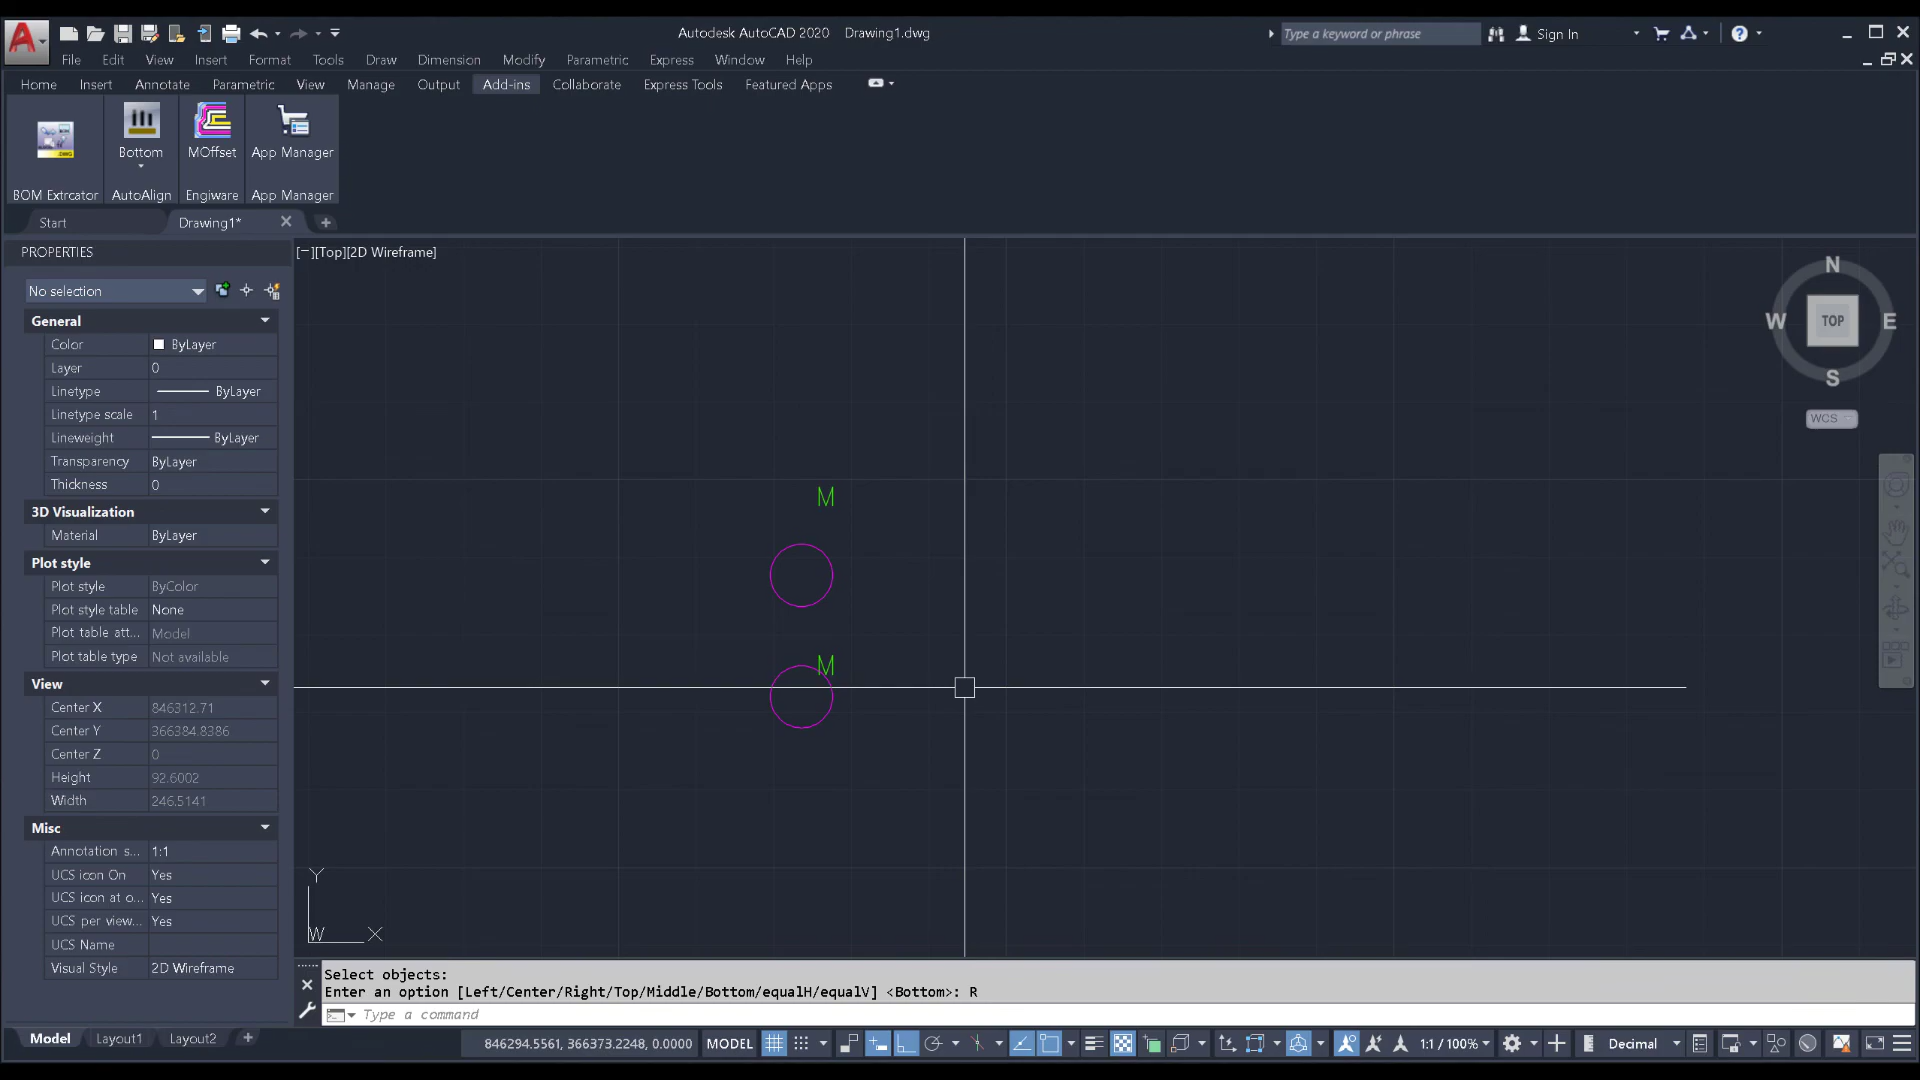 Autodesk AutoCAD 2020 Drawing1.dwg
Type a keyword or phrase
Sign In
File Edit View Insert Format Tools Draw Dimension Modify Parametric Express Window Help
Home Insert Annotate Parametric View Manage Output Add-ins Collaborate Express Tools Featured Apps
Bottom MOffset App Manager
BOM Extrcator AutoAlign Engiware App Manager
Start Drawing1*
PROPERTIES
[−][Top][2D Wireframe]
No selection
General
Color ByLayer
Layer 0
Linetype ByLayer
Linetype scale 1
Lineweight ByLayer
Transparency ByLayer
Thickness 0
3D Visualization
Material ByLayer
Plot style
Plot style ByColor
Plot style table None
Plot table att... Model
Plot table type Not available
View
Center X 846312.71
Center Y 366384.8386
Center Z 0
Height 92.6002
Width 246.5141
Misc
Annotation s... 1:1
UCS icon On Yes
UCS icon at o... Yes
UCS per view... Yes
UCS Name
Visual Style 2D Wireframe
M
M
N
W TOP E
S
WCS
Y
W X
Select objects:
Enter an option [Left/Center/Right/Top/Middle/Bottom/equalH/equalV] <Bottom>: R
Type a command
Model Layout1 Layout2
846294.5561, 366373.2248, 0.0000 MODEL 1:1 / 100% Decimal